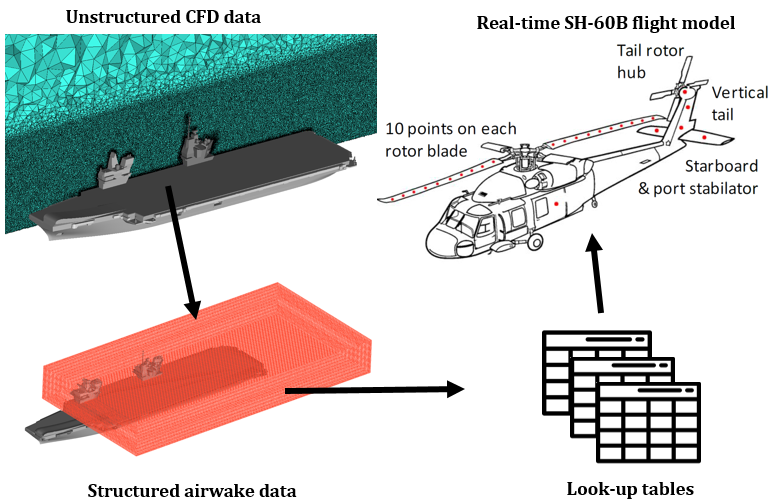 Unstructured CFD data
Real-time SH-60B flight model
Tail rotor
hub
Vertical
tail
10 points on each
rotor blade
Starboard
& port stabilator
Structured airwake data
Look-up tables